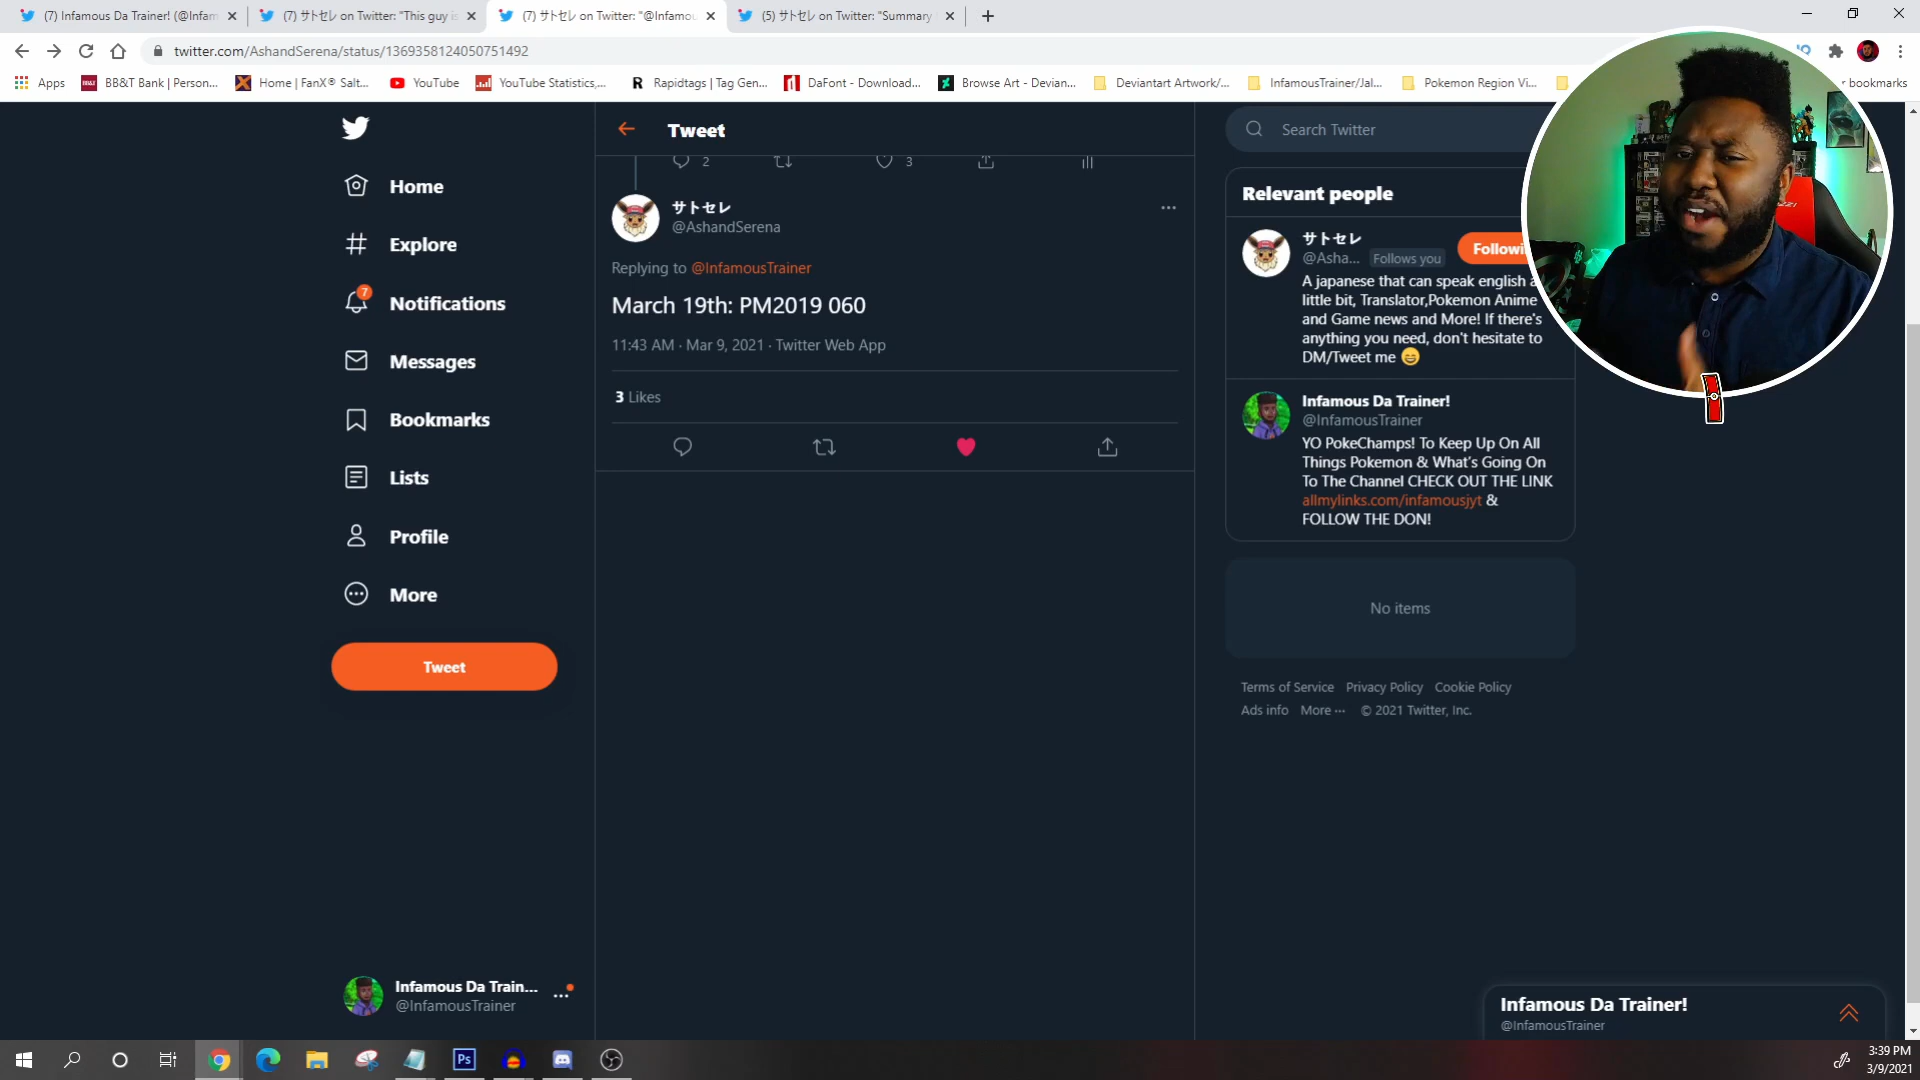 (7) Infamous Da Trainer! (@Infam
(7) サトセレ on Twitter: "This guy is
(7) サトセレ on Twitter: "@Infamou
(5) サトセレ on Twitter: "Summary
twitter.com/AshandSerena/status/1369358124050751492
Apps
BB&T Bank | Person...
Home | FanX® Salt...
YouTube
YouTube Statistics,...
Rapidtags | Tag Gen...
DaFont - Download...
Browse Art - Devian...
Deviantart Artwork/...
InfamousTrainer/Jal...
Pokemon Region Vi...
r bookmarks
Home
Explore
7
Notifications
Messages
Bookmarks
Lists
Profile
More
Tweet
Infamous Da Train...
@InfamousTrainer
Tweet
2
3
サトセレ
@AshandSerena
Replying to @InfamousTrainer
March 19th: PM2019 060
11:43 AM · Mar 9, 2021 · Twitter Web App
3 Likes
Search Twitter
Relevant people
サトセレ
@Asha... Follows you
Followi
A japanese that can speak english a
little bit, Translator,Pokemon Anime
and Game news and More! If there's
anything you need, don't hesitate to
DM/Tweet me 😄
Infamous Da Trainer!
@InfamousTrainer
YO PokeChamps! To Keep Up On All
Things Pokemon & What's Going On
To The Channel CHECK OUT THE LINK
allmylinks.com/infamousjyt &
FOLLOW THE DON!
No items
Terms of Service Privacy Policy Cookie Policy
Ads info More ··· © 2021 Twitter, Inc.
Infamous Da Trainer!
@InfamousTrainer
Ps
3:39 PM
3/9/2021